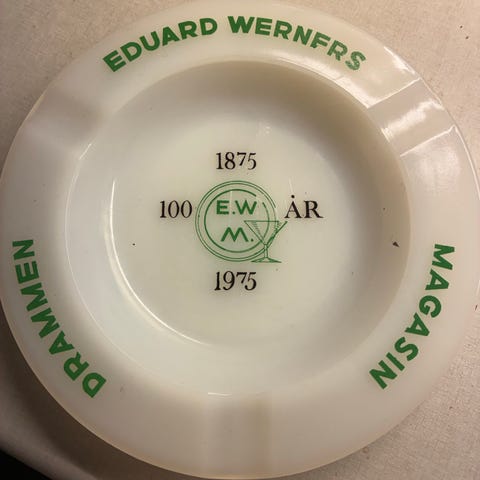 EDUARD WERNERS
MAGASIN
DRAMMEN
1875
100 ÅR
E.W
M.
1975